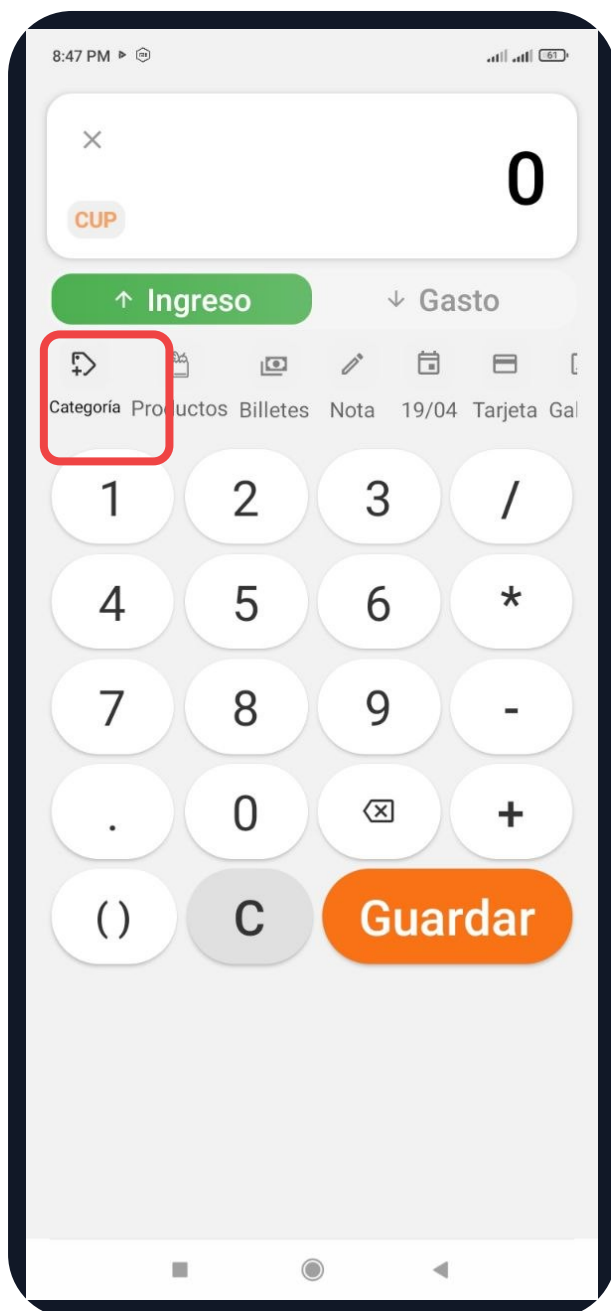 8:47 PM 61
0
CUP
↑ Ingreso ↓ Gasto
Categoría Productos Billetes Nota 19/04 Tarjeta Gal
1 2 3 /
4 5 6 *
7 8 9 -
. 0 +
( ) C Guardar